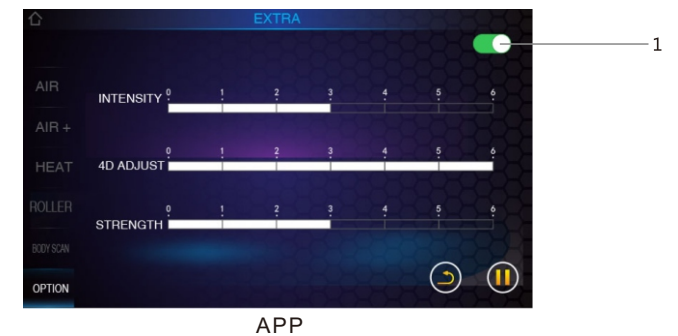 EXTRA
1
AIR
0 1 2 3 4 5 6
INTENSITY
AIR +
0 1 2 3 4 5 6
HEAT
4D ADJUST
ROLLER
0 1 2 3 4 5 6
STRENGTH
BODY SCAN
OPTION
APP